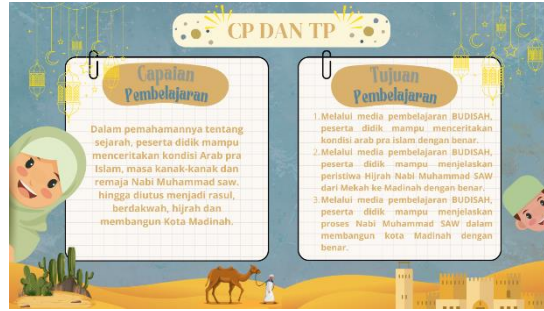 CP DAN TP
Capaian
Pembelajaran
Dalam pemahamannya tentang
sejarah, peserta didik mampu
menceritakan kondisi Arab pra
Islam, masa kanak-kanak dan
remaja Nabi Muhammad saw.
hingga diutus menjadi rasul,
berdakwah, hijrah dan
membangun Kota Madinah.
Tujuan
Pembelajaran
1. Melalui media pembelajaran BUDISAH,
peserta didik mampu menceritakan
kondisi arab pra islam dengan benar.
2. Melalui media pembelajaran BUDISAH,
peserta didik mampu menjelaskan
peristiwa Hijrah Nabi Muhammad SAW
dari Mekah ke Madinah dengan benar.
3. Melalui media pembelajaran BUDISAH,
peserta didik mampu menjelaskan
proses Nabi Muhammad SAW dalam
membangun kota Madinah dengan
benar.